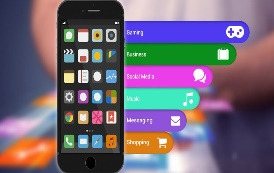 Gaming
Business
Social Media
Music
Messaging
Shopping